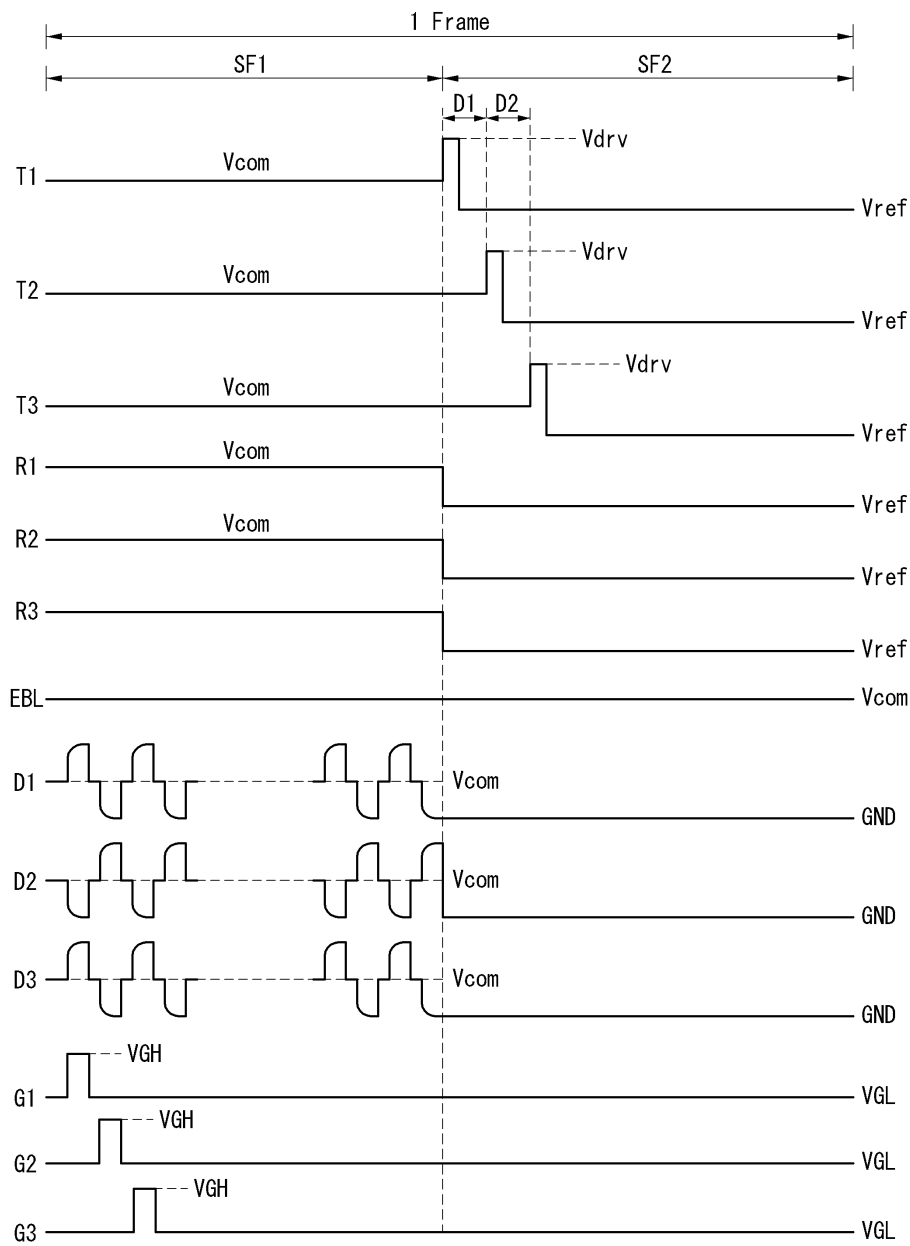 1 Frame
SF1
SF2
D1
D2
Vdrv
Vcom
T1
Vref
Vdrv
Vcom
T2
Vref
Vdrv
Vcom
T3
Vref
Vcom
R1
Vref
Vcom
R2
Vref
R3
Vref
EBL
Vcom
D1
Vcom
GND
D2
Vcom
GND
D3
Vcom
GND
VGH
G1
VGL
VGH
G2
VGL
VGH
G3
VGL